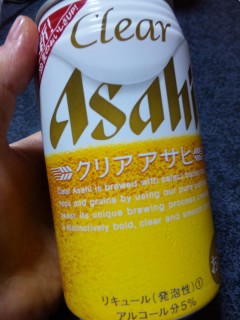 Clear
Asahi
クリアアサヒ
Clear Asahi is brewed with select
hops and grains by using our pure
its unique brewing process
distinctively bold, clear and
お
リキュール(発泡性)①
アルコール分5%